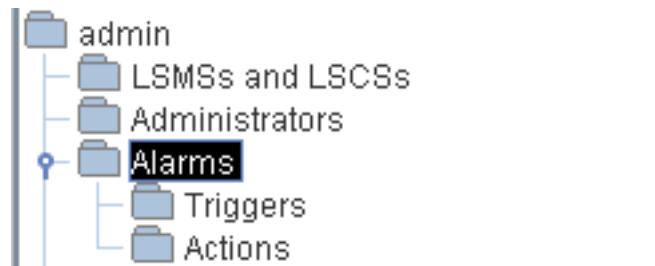 admin
LSMSs and LSCSs
Administrators
Alarms
Triggers
Actions